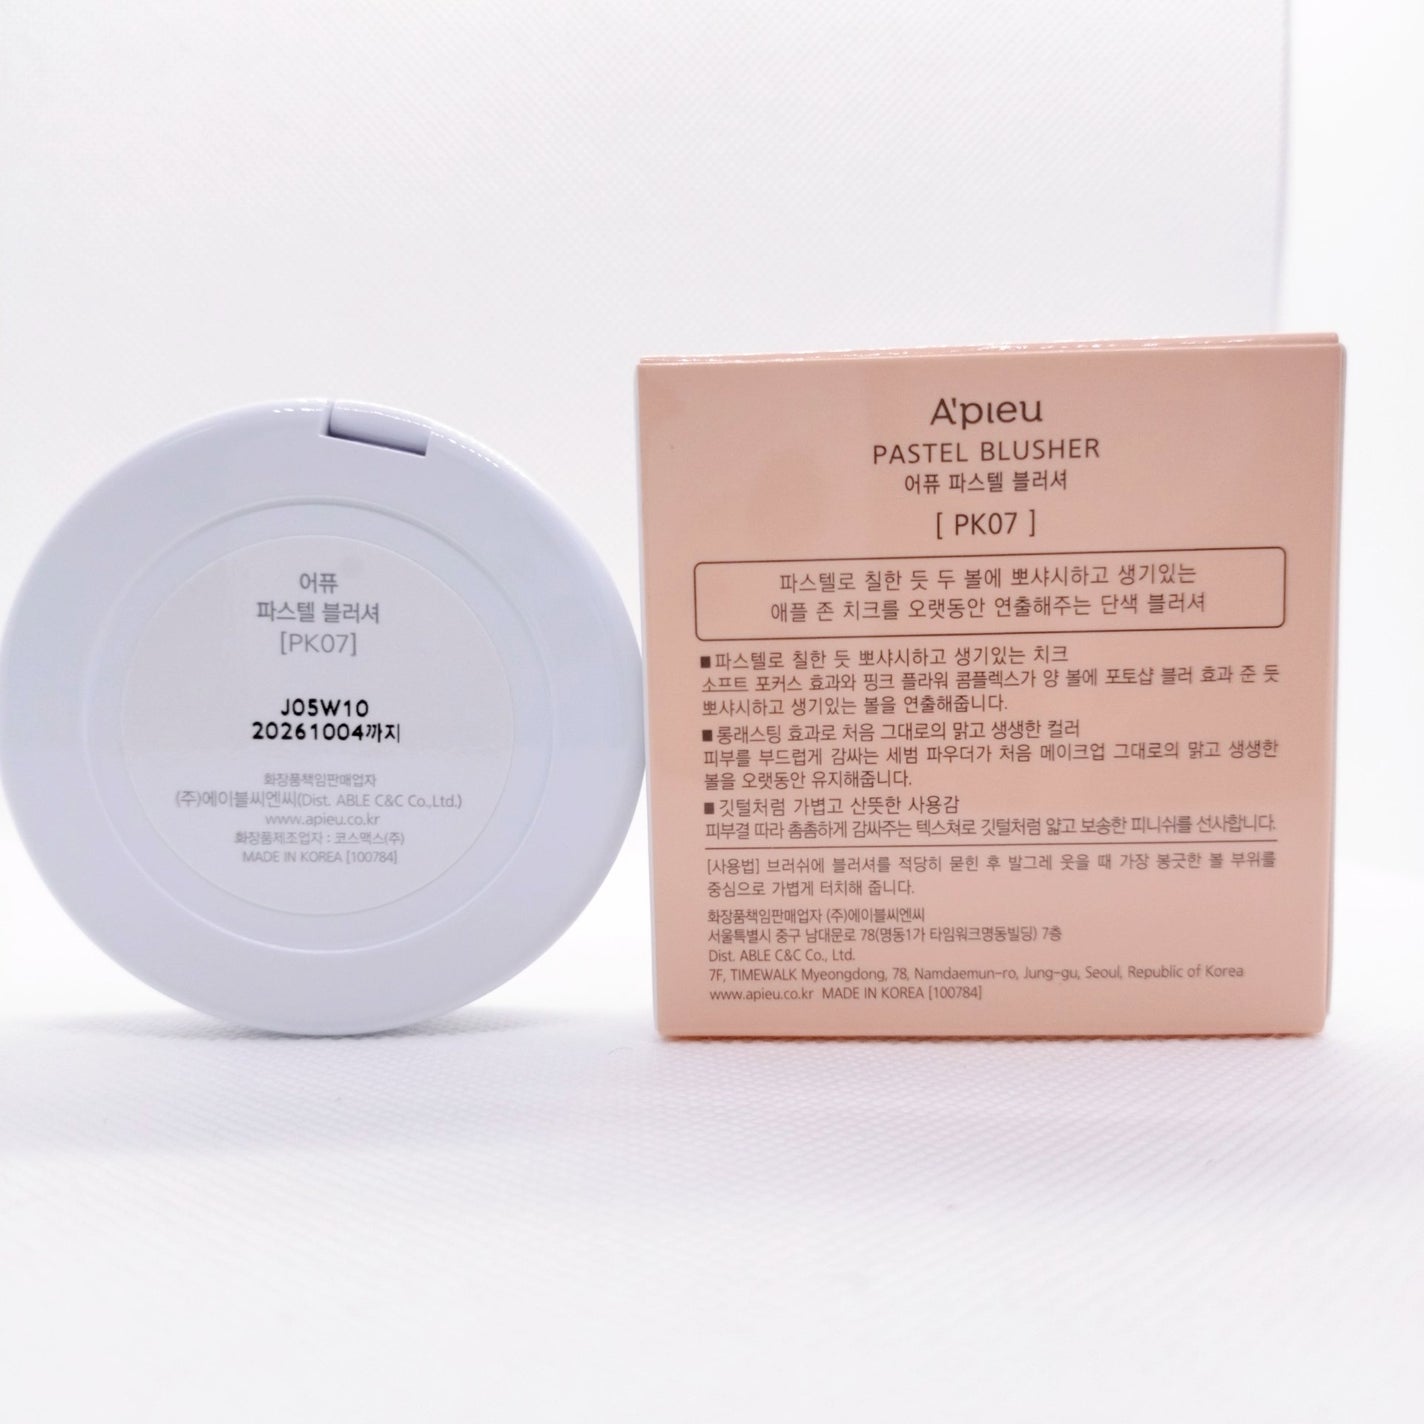 어퓨
파스텔 블러셔
[PK07]
J05W10
20261004까지
화장품책임판매업자
(주)에이블씨엔씨(Dist. ABLE C&C Co.,Ltd.)
www.apieu.co.kr
화장품제조업자 : 코스맥스(주)
MADE IN KOREA [100784]
A'pieu
PASTEL BLUSHER
어퓨 파스텔 블러셔
[ PK07 ]
파스텔로 칠한 듯 두 볼에 뽀샤시하고 생기있는
애플 존 치크를 오랫동안 연출해주는 단색 블러셔
■파스텔로 칠한 듯 뽀샤시하고 생기있는 치크
소프트 포커스 효과와 핑크 플라워 콤플렉스가 양 볼에 포토샵 블러 효과 준 듯
뽀샤시하고 생기있는 볼을 연출해줍니다.
■롱래스팅 효과로 처음 그대로의 맑고 생생한 컬러
피부를 부드럽게 감싸는 세범 파우더가 처음 메이크업 그대로의 맑고 생생한
볼을 오랫동안 유지해줍니다.
■깃털처럼 가볍고 산뜻한 사용감
피부결 따라 촘촘하게 감싸주는 텍스쳐로 깃털처럼 얇고 보송한 피니쉬를 선사합니다.
[사용법] 브러쉬에 블러셔를 적당히 묻힌 후 발그레 웃을 때 가장 봉긋한 볼 부위를
중심으로 가볍게 터치해 줍니다.
화장품책임판매업자 (주)에이블씨엔씨
서울특별시 중구 남대문로 78(명동1가 타임워크명동빌딩) 7층
Dist. ABLE C&C Co., Ltd.
7F, TIMEWALK Myeongdong, 78, Namdaemun-ro, Jung-gu, Seoul, Republic of Korea
www.apieu.co.kr MADE IN KOREA [100784]